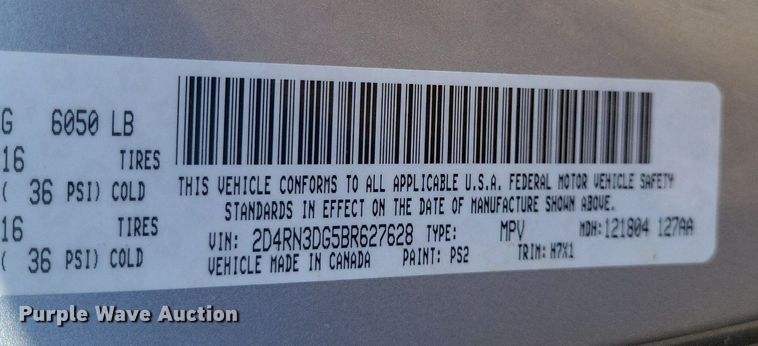 G 6050 LB
16 TIRES
( 36 PSI) COLD
16 TIRES
( 36 PSI) COLD
THIS VEHICLE CONFORMS TO ALL APPLICABLE U.S.A. FEDERAL MOTOR VEHICLE SAFETY
STANDARDS IN EFFECT ON THE DATE OF MANUFACTURE SHOWN ABOVE.
VIN: 2D4RN3DG5BR627628 TYPE: MPV MDH: 121804 127AA
VEHICLE MADE IN CANADA PAINT: PS2 TRIM: H7X1
Purple Wave Auction